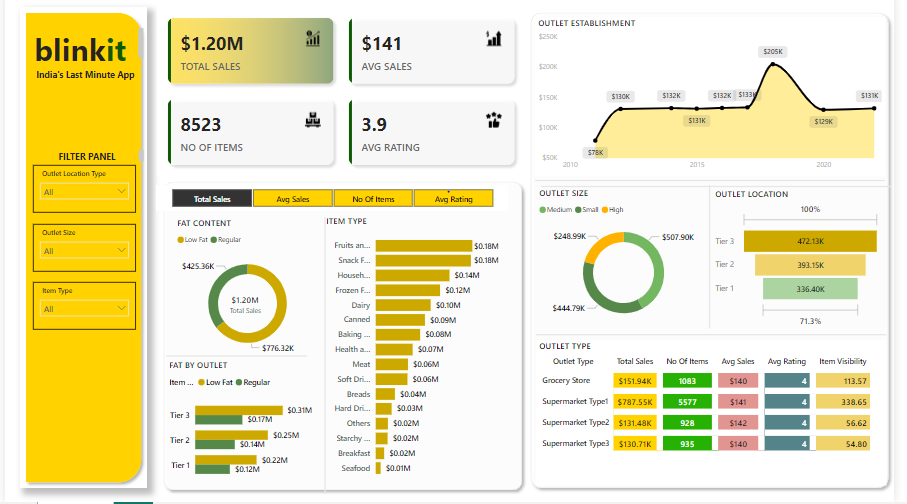 blinkit
India's Last Minute App
FILTER PANEL
Outlet Location Type
All
Outlet Size
All
Item Type
All
$1.20M
TOTAL SALES
$141
AVG SALES
8523
NO OF ITEMS
3.9
AVG RATING
Total Sales Avg Sales No Of Items Avg Rating
FAT CONTENT
Low Fat Regular
$425.36K
$1.20M
Total Sales
$776.32K
FAT BY OUTLET
Item ... Low Fat Regular
Tier 3 $0.31M
$0.17M
Tier 2 $0.25M
$0.14M
Tier 1 $0.22M
$0.12M
ITEM TYPE
Fruits an... $0.18M
Snack F... $0.18M
Househ... $0.14M
Frozen F... $0.12M
Dairy $0.10M
Canned $0.09M
Baking ... $0.08M
Health a... $0.07M
Meat $0.06M
Soft Dri... $0.06M
Breads $0.04M
Hard Dri... $0.03M
Others $0.02M
Starchy ... $0.02M
Breakfast $0.02M
Seafood $0.01M
OUTLET ESTABLISHMENT
$250K
$200K
$150K
$100K
$50K
$78K
$130K
$132K
$131K
$132K
$133K
$205K
$129K
$131K
2010 2015 2020
OUTLET SIZE
Medium Small High
$248.99K
$507.90K
$444.79K
OUTLET LOCATION
100%
Tier 3 472.13K
Tier 2 393.15K
Tier 1 336.40K
71.3%
OUTLET TYPE
Outlet Type Total Sales No Of Items Avg Sales Avg Rating Item Visibility
Grocery Store $151.94K 1083 $140 4 113.57
Supermarket Type1 $787.55K 5577 $141 4 338.65
Supermarket Type2 $131.48K 928 $142 4 56.62
Supermarket Type3 $130.71K 935 $140 4 54.80